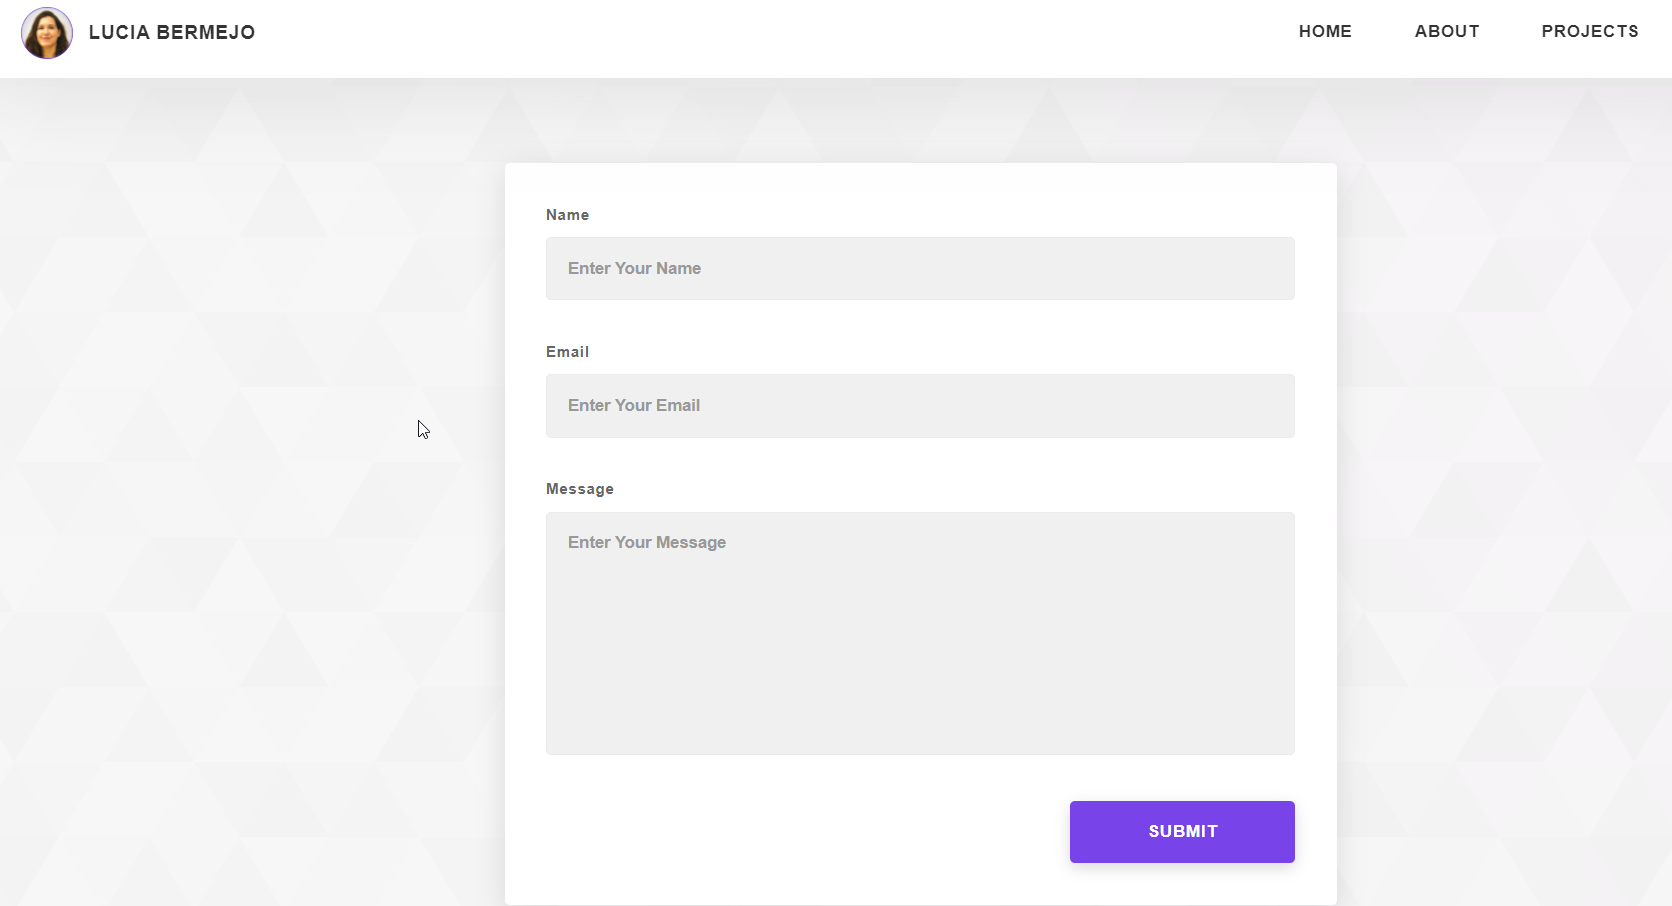 LUCIA BERMEJO HOME ABOUT PROJECTS
Name
Enter Your Name
Email
Enter Your Email
Message
Enter Your Message
SUBMIT